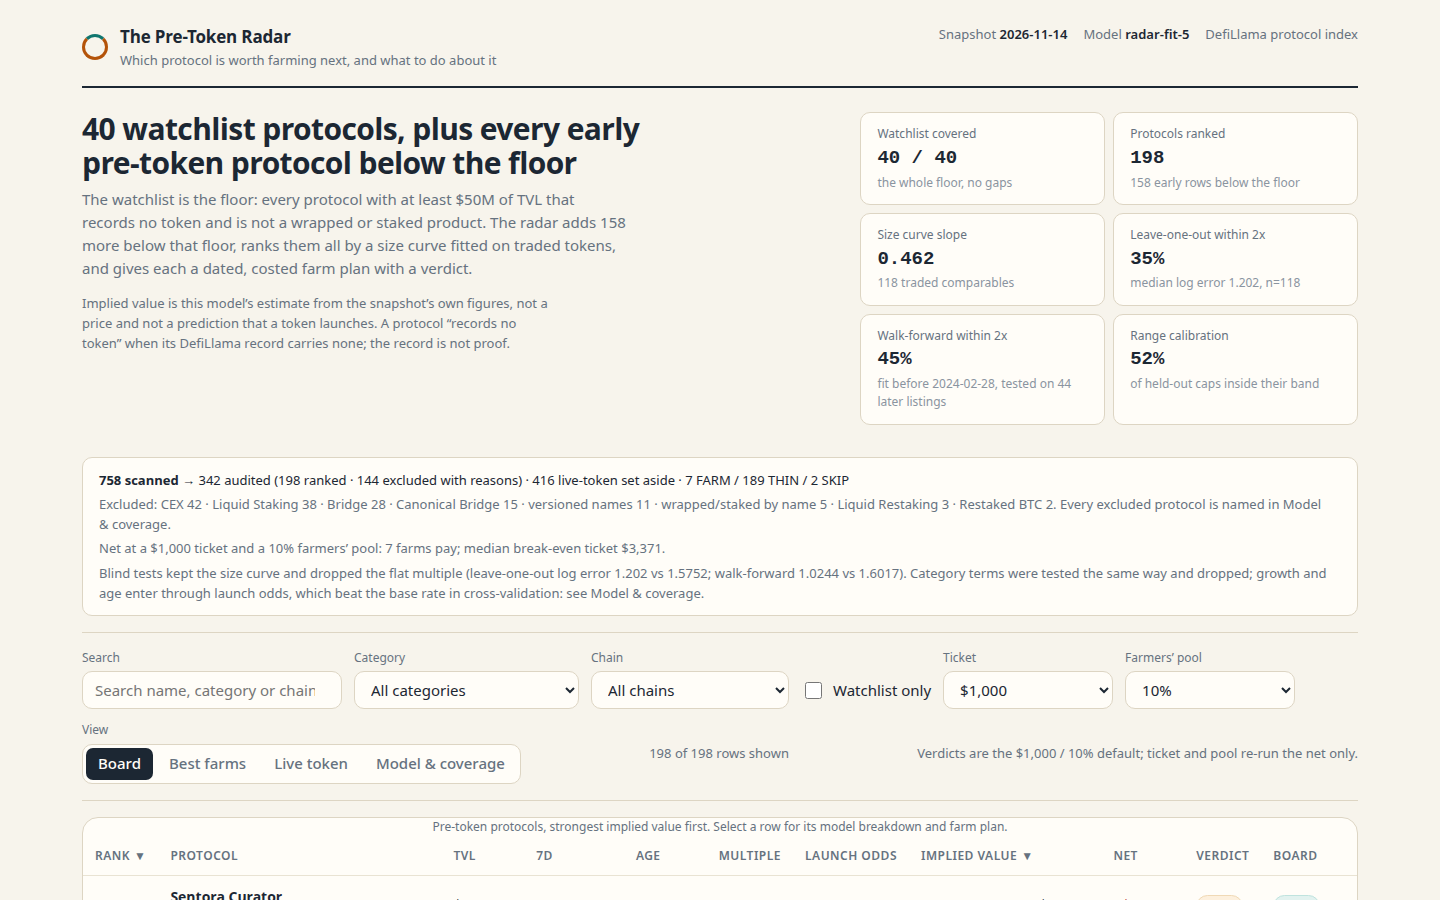 The Pre-Token Radar
Which protocol is worth farming next, and what to do about it
Snapshot 2026-11-14 Model radar-fit-5 DefiLlama protocol index
40 watchlist protocols, plus every early
pre-token protocol below the floor
The watchlist is the floor: every protocol with at least $50M of TVL that
records no token and is not a wrapped or staked product. The radar adds 158
more below that floor, ranks them all by a size curve fitted on traded tokens,
and gives each a dated, costed farm plan with a verdict.
Implied value is this model’s estimate from the snapshot’s own figures, not a
price and not a prediction that a token launches. A protocol “records no
token” when its DefiLlama record carries none; the record is not proof.
Watchlist covered
40 / 40
the whole floor, no gaps
Protocols ranked
198
158 early rows below the floor
Size curve slope
0.462
118 traded comparables
Leave-one-out within 2x
35%
median log error 1.202, n=118
Walk-forward within 2x
45%
fit before 2024-02-28, tested on 44
later listings
Range calibration
52%
of held-out caps inside their band
758 scanned → 342 audited (198 ranked · 144 excluded with reasons) · 416 live-token set aside · 7 FARM / 189 THIN / 2 SKIP
Excluded: CEX 42 · Liquid Staking 38 · Bridge 28 · Canonical Bridge 15 · versioned names 11 · wrapped/staked by name 5 · Liquid Restaking 3 · Restaked BTC 2. Every excluded protocol is named in Model
& coverage.
Net at a $1,000 ticket and a 10% farmers’ pool: 7 farms pay; median break-even ticket $3,371.
Blind tests kept the size curve and dropped the flat multiple (leave-one-out log error 1.202 vs 1.5752; walk-forward 1.0244 vs 1.6017). Category terms were tested the same way and dropped; growth and
age enter through launch odds, which beat the base rate in cross-validation: see Model & coverage.
Search
Category
Chain
Ticket
Farmers’ pool
Search name, category or chain
All categories
All chains
Watchlist only
$1,000
10%
View
Board
Best farms
Live token
Model & coverage
198 of 198 rows shown
Verdicts are the $1,000 / 10% default; ticket and pool re-run the net only.
Pre-token protocols, strongest implied value first. Select a row for its model breakdown and farm plan.
RANK ▼ PROTOCOL TVL 7D AGE MULTIPLE LAUNCH ODDS IMPLIED VALUE ▼ NET VERDICT BOARD
Sentora Curator